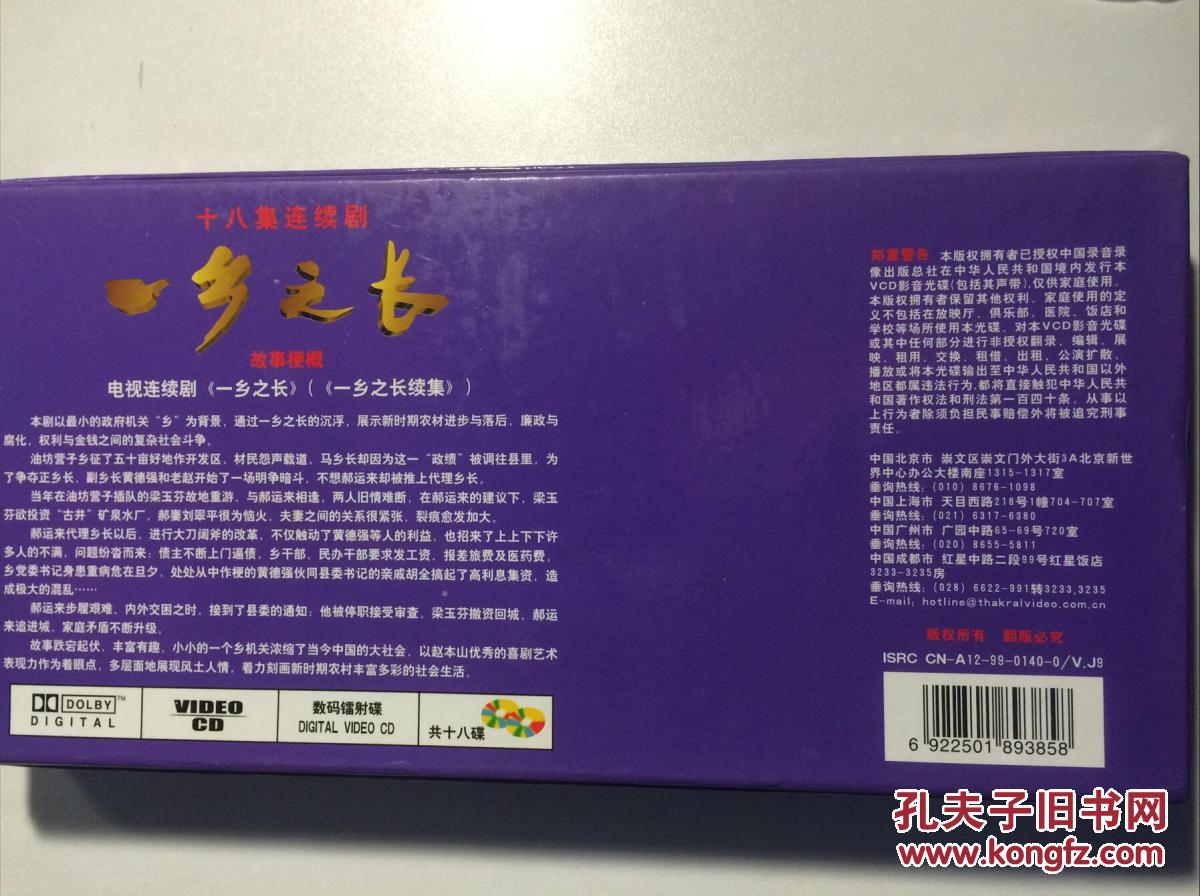 十八集连续剧
一乡之长
故事梗概
电视连续剧《一乡之长》(《一乡之长续集》)
本剧以最小的政府机关“乡”为背景，通过一乡之长的沉浮，展示新时期农材进步与落后，廉政与
腐化，权利与金钱之间的复杂社会斗争。
油坊营子乡征了五十亩好地作开发区，材民怨声载道，马乡长却因为这一“政绩”被调往县里，为
了争夺正乡长，副乡长黄德强和老赵开始了一场明争暗斗，不想郝运来却被推上代理乡长。
当年在油坊营子插队的梁玉芬故地重游，与郝运来相逢，两人旧情难断，在郝运来的建议下，梁玉
芬欲投资“古井”矿泉水厂，郝妻刘翠平很为恼火，夫妻之间的关系很紧张，裂痕愈发加大。
郝运来代理乡长以后，进行大刀阔斧的改革，不仅触动了黄德强等人的利益，也招来了上上下下许
多人的不满，问题纷沓而来：债主不断上门逼债，乡干部、民办干部要求发工资、报差旅费及医药费，
乡党委书记身患重病危在旦夕，处处从中作梗的黄德强伙同县委书记的亲戚胡全搞起了高利息集资，造
成极大的混乱……
郝运来步履艰难，内外交困之时，接到了县委的通知：他被停职接受审查。梁玉芬撤资回城，郝运
来追进城，家庭矛盾不断升级。
故事跌宕起伏，丰富有趣，小小的一个乡机关浓缩了当今中国的大社会，以赵本山优秀的喜剧艺术
表现力作为着眼点，多层面地展现风土人情，着力刻画新时期农村丰富多彩的社会生活。
DOLBY™
DIGITAL
VIDEO
CD
数码镭射碟
DIGITAL VIDEO CD
共十八碟
郑重警告 本版权拥有者已授权中国录音录
像出版总社在中华人民共和国境内发行本
VCD影音光碟(包括其声带),仅供家庭使用。
本版权拥有者保留其他权利。家庭使用的定
义不包括在放映厅、俱乐部、医院、饭店和
学校等场所使用本光碟。对本VCD影音光碟
或其中任何部分进行非授权翻录、编辑、展
映、租用、交换、租借、出租、公演扩散、
播放或将本光碟输出至中华人民共和国以外
地区都属违法行为,都将直接触犯中华人民共
和国著作权法和刑法第一百四十条。从事以
上行为者除须负担民事赔偿外将被追究刑事
责任。
中国北京市 崇文区崇文门外大街3A北京新世
界中心办公大楼南座1315-1317室
垂询热线：(010) 8676-1098
中国上海市 天目西路218号1幢704-707室
垂询热线：(021) 6317-6380
中国广州市 广园中路65-69号720室
垂询热线：(020) 8655-5811
中国成都市 红星中路二段99号红星饭店
3233-3235房
垂询热线：(028) 6622-991转3233,3235
E-mail：hotline@thakralvideo.com.cn
版权所有 翻版必究
ISRC CN-A12-99-0140-0/V.J9
6 922501 893858
孔夫子旧书网
www.kongfz.com